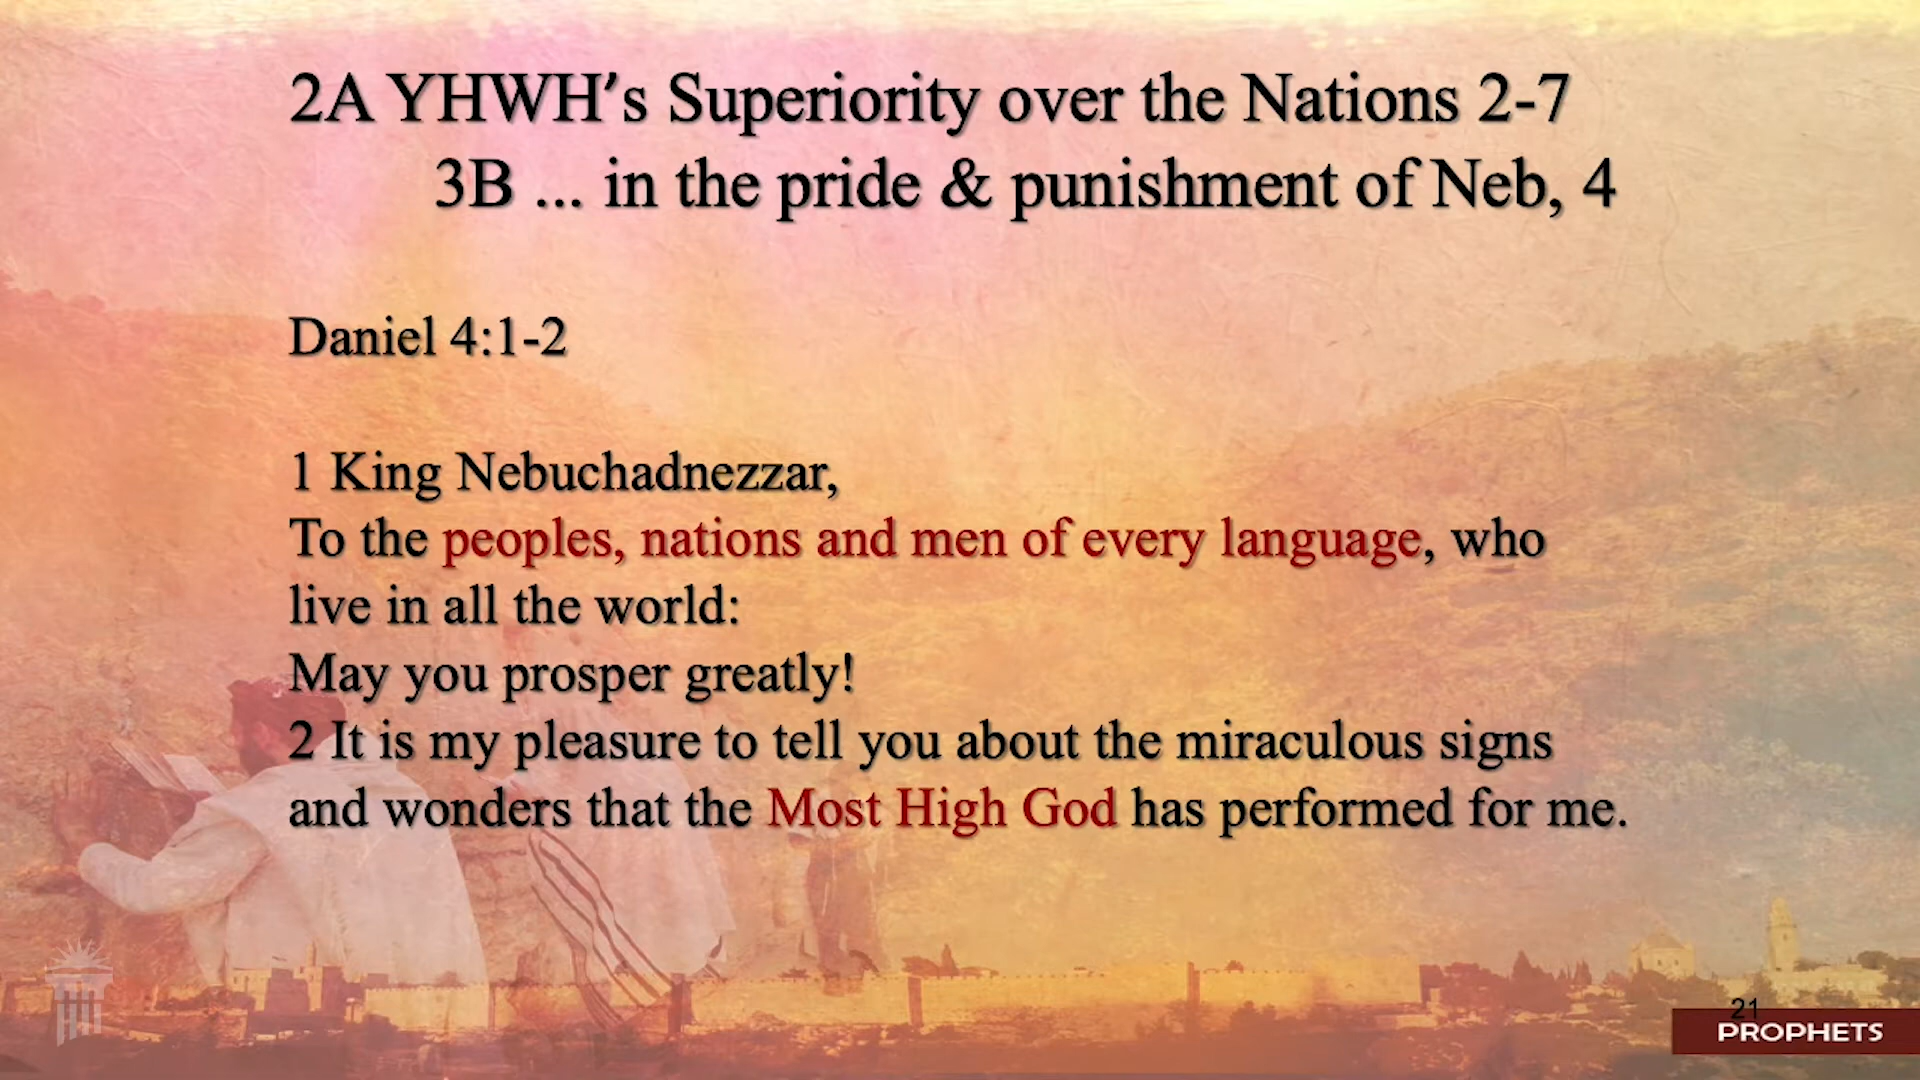 2A YHWH’s Superiority over the Nations 2-7
3B ... in the pride & punishment of Neb, 4
Daniel 4:1-2
1 King Nebuchadnezzar,
To the peoples, nations and men of every language, who
live in all the world:
May you prosper greatly!
2 It is my pleasure to tell you about the miraculous signs
and wonders that the Most High God has performed for me.
21
PROPHETS